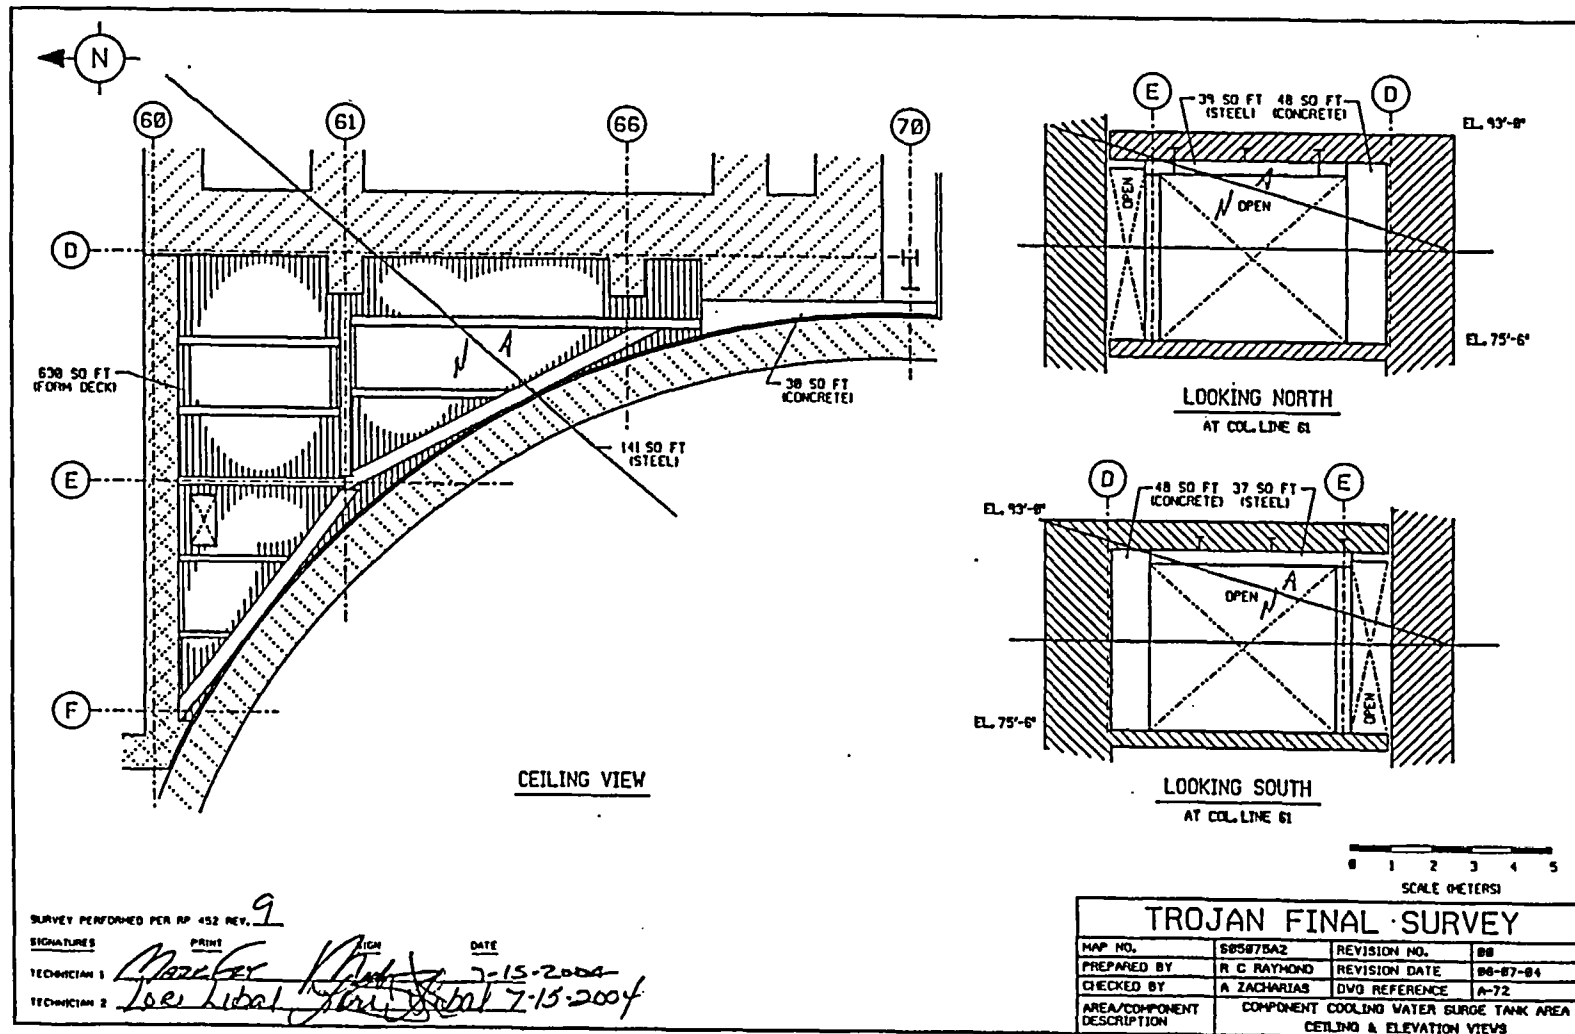 N
60
61
66
70
D
E
F
630 SQ FT
(FORM DECK)
N A
30 SQ FT
(CONCRETE)
141 SQ FT
(STEEL)
CEILING VIEW
E
D
39 SQ FT
(STEEL)
48 SQ FT
(CONCRETE)
EL. 93'-0"
OPEN
N A
OPEN
EL. 75'-6"
LOOKING NORTH
AT COL.LINE 61
D
E
48 SQ FT
(CONCRETE)
37 SQ FT
(STEEL)
EL. 93'-0"
OPEN
N A
OPEN
EL. 75'-6"
LOOKING SOUTH
AT COL.LINE 61
0 1 2 3 4 5
SCALE (METERS)
SURVEY PERFORMED PER RP 452 REV. 9
SIGNATURES PRINT SIGN DATE
TECHNICIAN 1 7-15-2004
TECHNICIAN 2 Lori Libal Lori Libal 7-15-2004
TROJAN FINAL SURVEY
MAP NO. S05075A2 REVISION NO. 00
PREPARED BY R C RAYMOND REVISION DATE 06-07-04
CHECKED BY A ZACHARIAS DWG REFERENCE A-72
AREA/COMPONENT DESCRIPTION COMPONENT COOLING WATER SURGE TANK AREA
CEILING & ELEVATION VIEWS